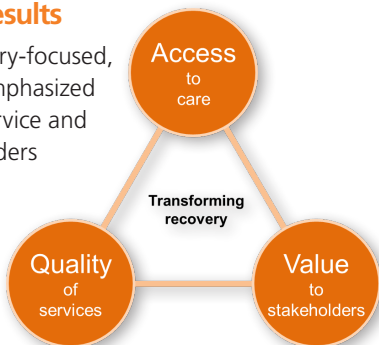 esults
ry-focused,
mphasized
rvice and
ders
Access
to
care
Transforming
recovery
Quality
of
services
Value
to
stakeholders